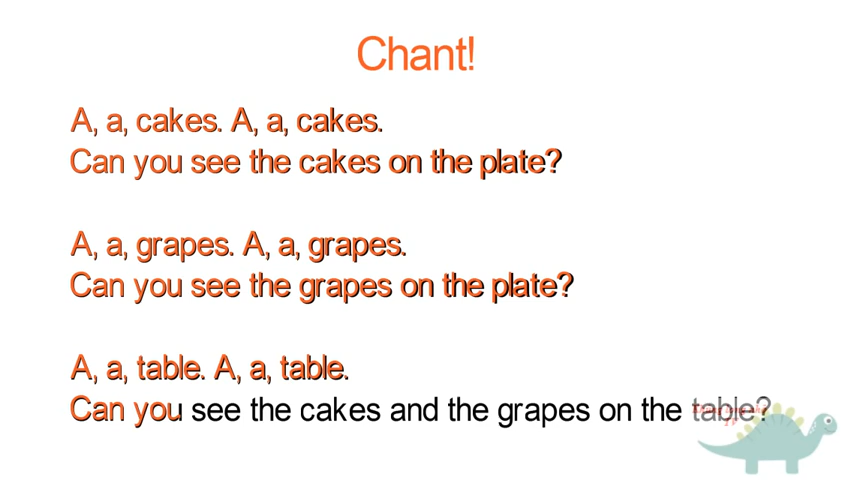 Chant!
A, a, cakes. A, a, cakes.
Can you see the cakes on the plate?
A, a, grapes. A, a, grapes.
Can you see the grapes on the plate?
A, a, table. A, a, table.
Can you see the cakes and the grapes on the table?
TV